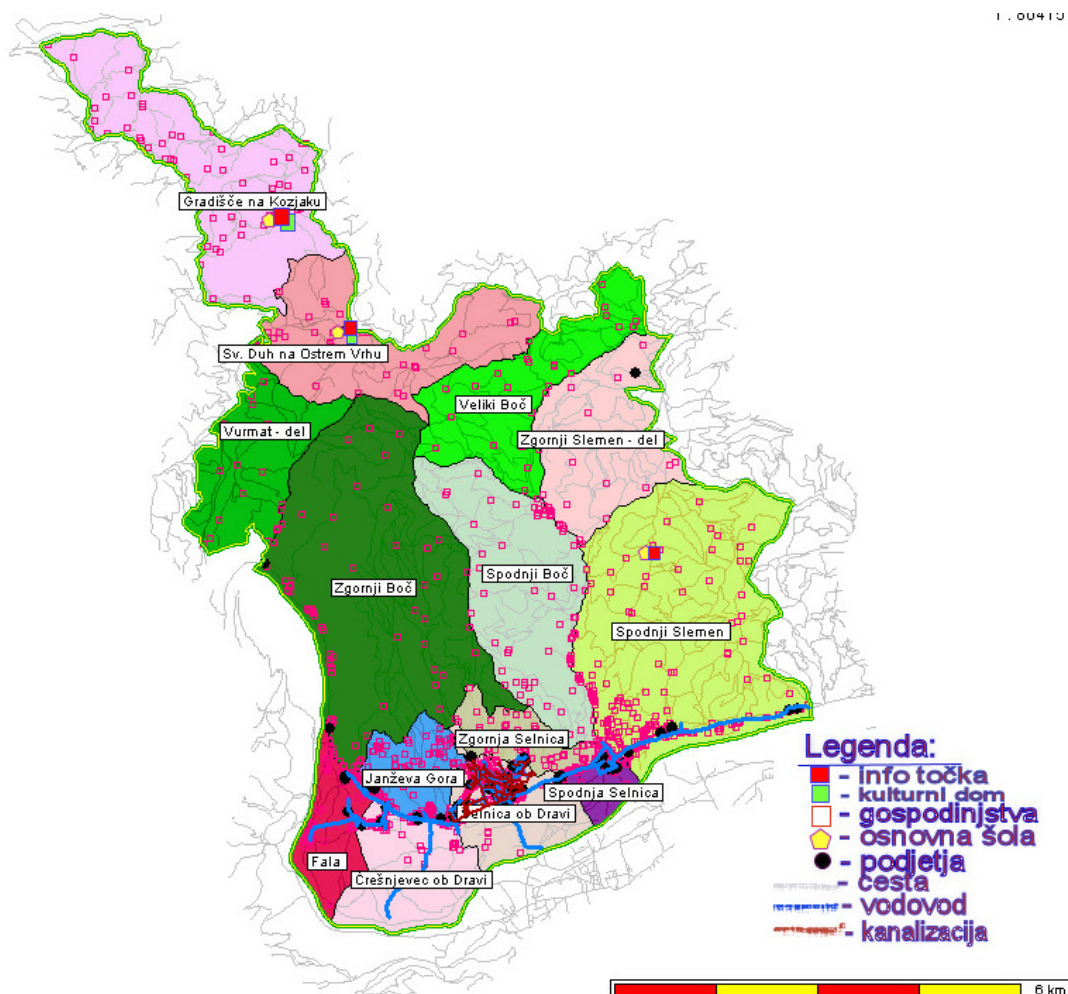 Gradišče na Kozjaku
Sv. Duh na Ostrem Vrhu
Veliki Boč
Vurmat - del
Zgornji Slemen - del
Spodnji Boč
Zgornji Boč
Spodnji Slemen
Zgornja Selnica
Legenda:
- info točka
Janževa Gora
Spodnja Selnica
- kulturni dom
- gospodinjstva
Selnica ob Dravi
- osnovna šola
Fala
- podjetja
Črešnjevec ob Dravi
- cesta
- vodovod
- kanalizacija
6 km